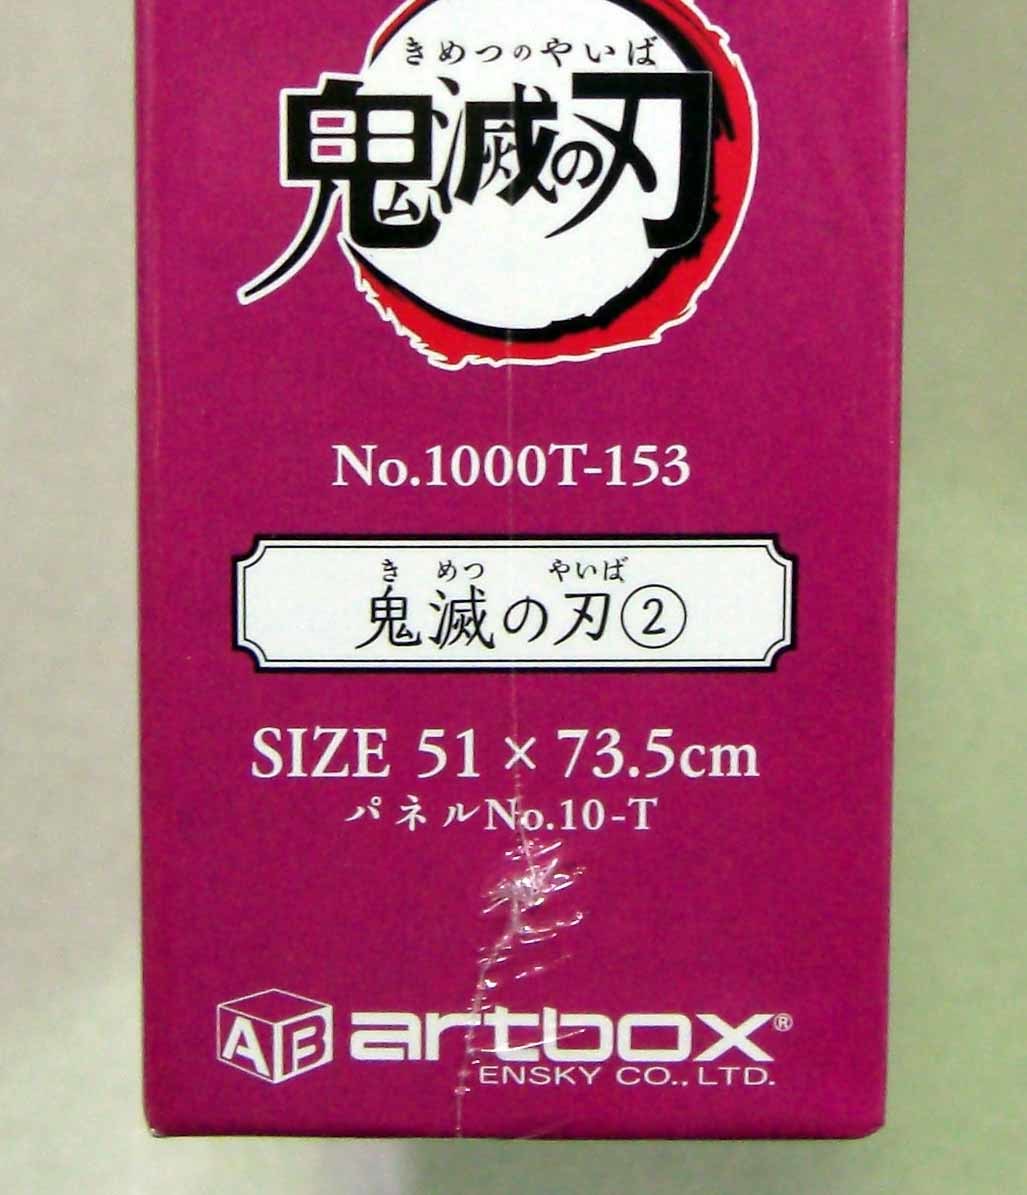 きめつのやいば
鬼滅の刃
No.1000T-153
きめつ やいば
鬼滅の刃②
SIZE 51 × 73.5cm
パネルNo.10-T
AB artbox®
ENSKY CO., LTD.